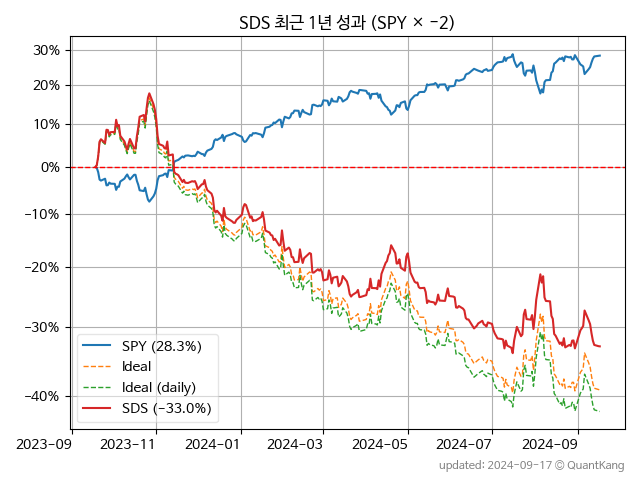 SDS 최근 1년 성과 (SPY × −2)
30%
20%
10%
0%
−10%
−20%
−30%
−40%
SPY (28.3%)
Ideal
Ideal (daily)
SDS (−33.0%)
2023−09 2023−11 2024−01 2024−03 2024−05 2024−07 2024−09
updated: 2024−09−17 © QuantKang